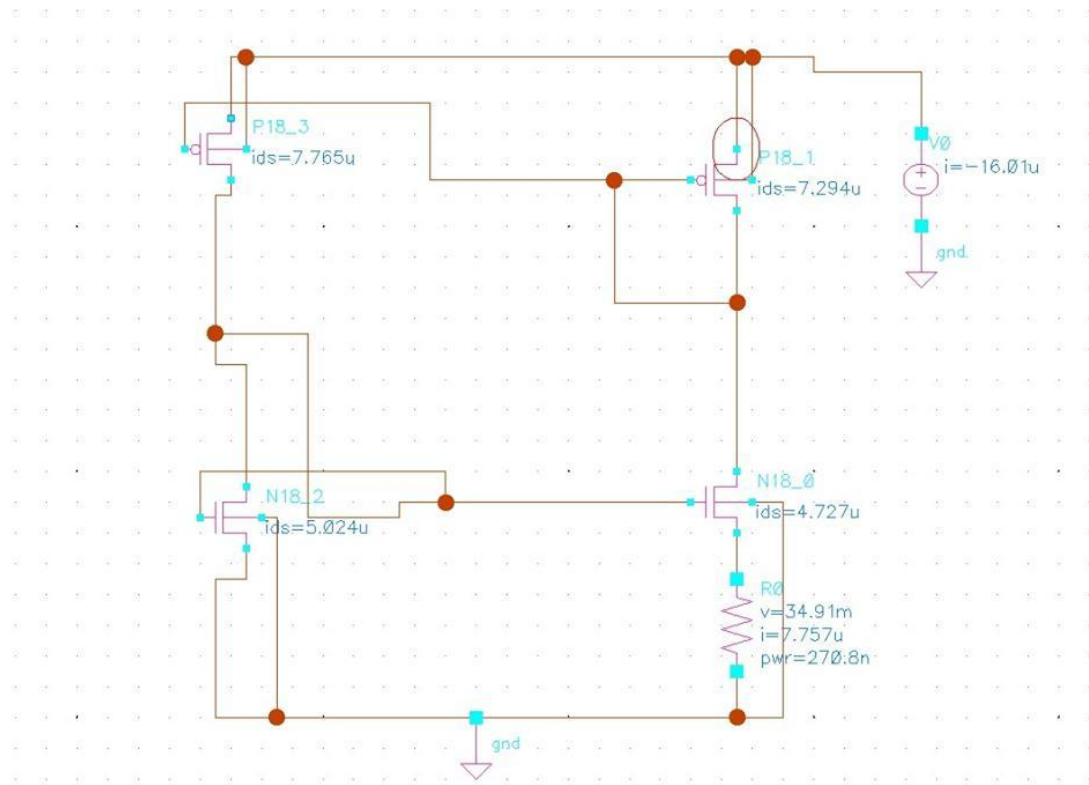 P18_3
ids=7.765u
P18_1
ids=7.294u
V0
i=-16.01u
gnd
N18_2
ids=5.024u
N18_0
ids=4.727u
R0
v=34.91m
i=7.757u
pwr=270.8n
gnd